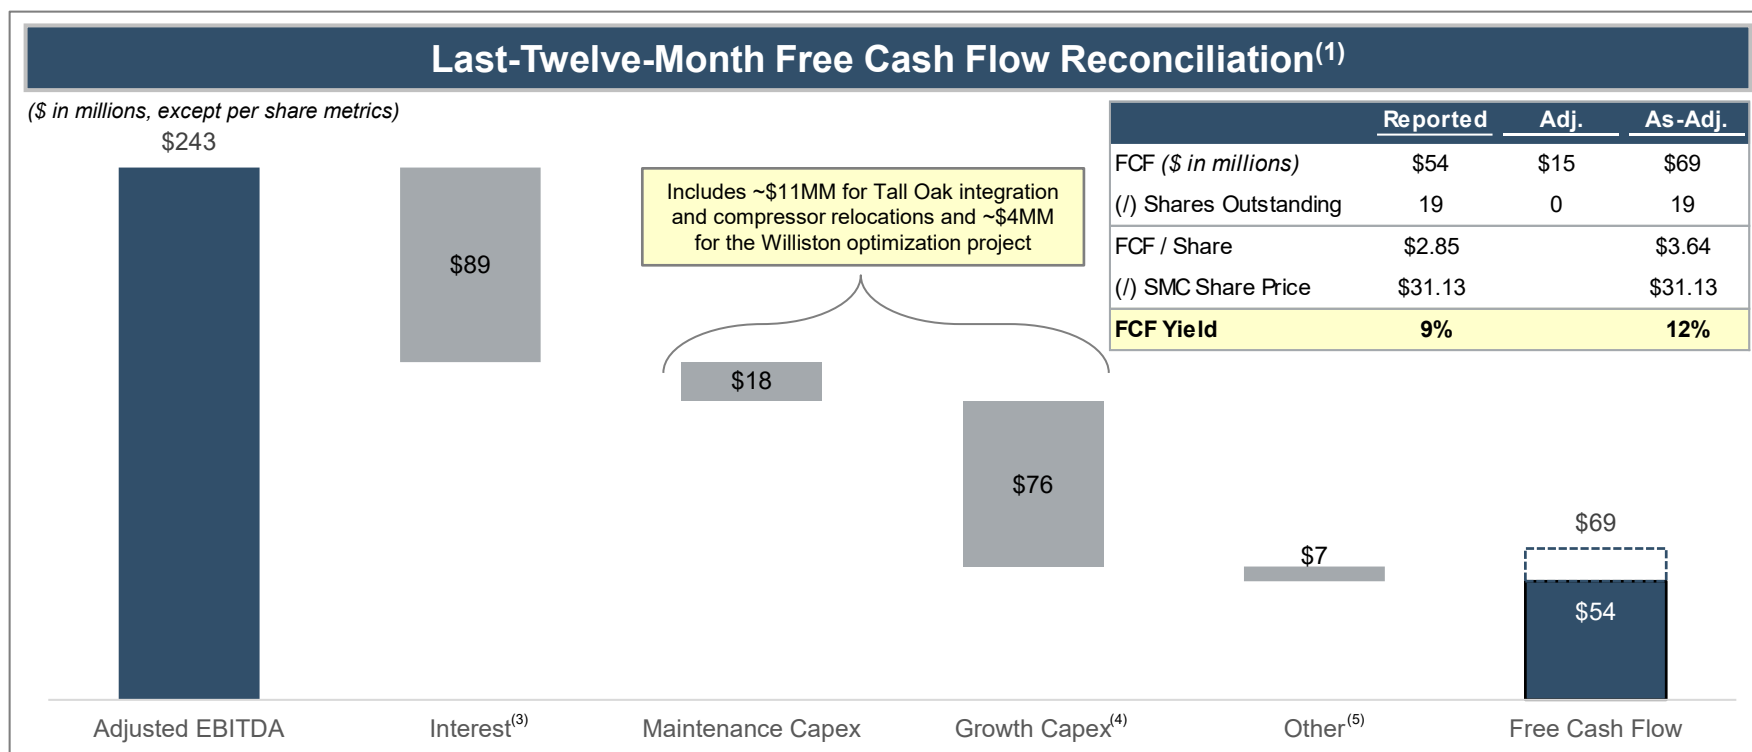 Last-Twelve-Month Free Cash Flow Reconciliation(1)
($ in millions, except per share metrics)
Reported Adj. As-Adj.
FCF ($ in millions) $54 $15 $69
(/) Shares Outstanding 19 0 19
FCF / Share $2.85 $3.64
(/) SMC Share Price $31.13 $31.13
FCF Yield 9% 12%
$243
Includes ~$11MM for Tall Oak integration
and compressor relocations and ~$4MM
for the Williston optimization project
$89
$18
$76
$7
$69
$54
Adjusted EBITDA Interest(3) Maintenance Capex Growth Capex(4) Other(5) Free Cash Flow